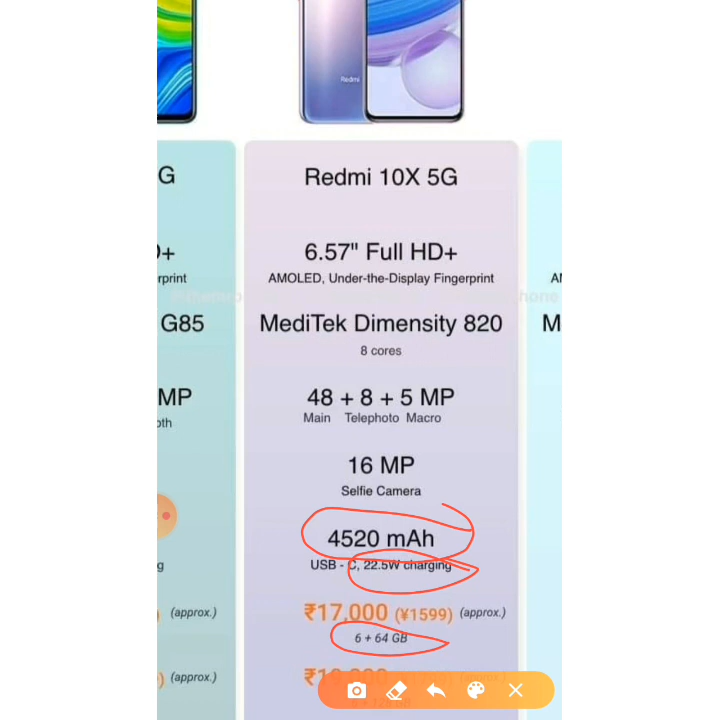 Redmi
G
Redmi 10X 5G
6.57" Full HD+
AMOLED, Under-the-Display Fingerprint
rprint
G85
MediTek Dimensity 820
8 cores
M
MP
48 + 8 + 5 MP
Main Telephoto Macro
16 MP
Selfie Camera
4520 mAh
USB - C, 22.5W charging
g
(approx.)
₹17,000 (¥1599) (approx.)
6 + 64 GB
(approx.)